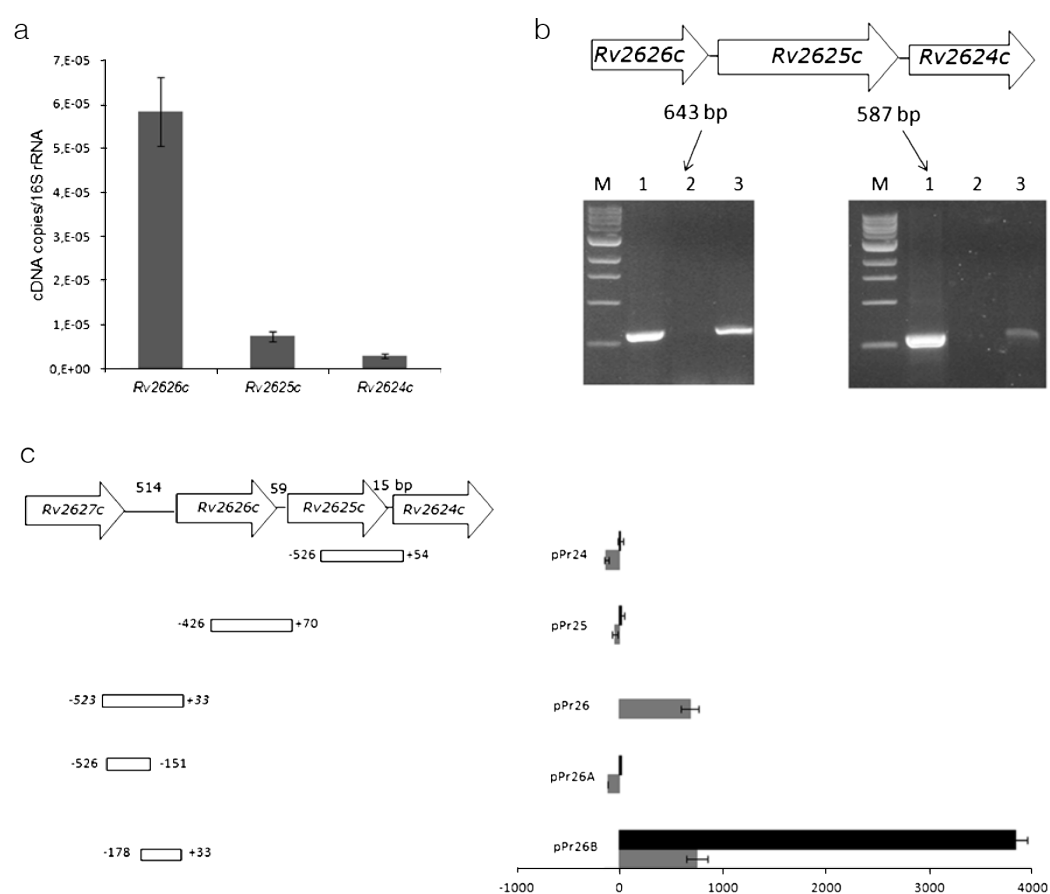 a
7,E-05
6,E-05
5,E-05
4,E-05
3,E-05
2,E-05
1,E-05
0,E+00
cDNA copies/16S rRNA
Rv2626c Rv2625c Rv2624c
b
Rv2626c Rv2625c Rv2624c
643 bp 587 bp
M 1 2 3 M 1 2 3
c
514 59 15 bp
Rv2627c Rv2626c Rv2625c Rv2624c
-526 +54
pPr24
-426 +70
pPr25
-523 +33
pPr26
-526 -151
pPr26A
-178 +33
pPr26B
-1000 0 1000 2000 3000 4000